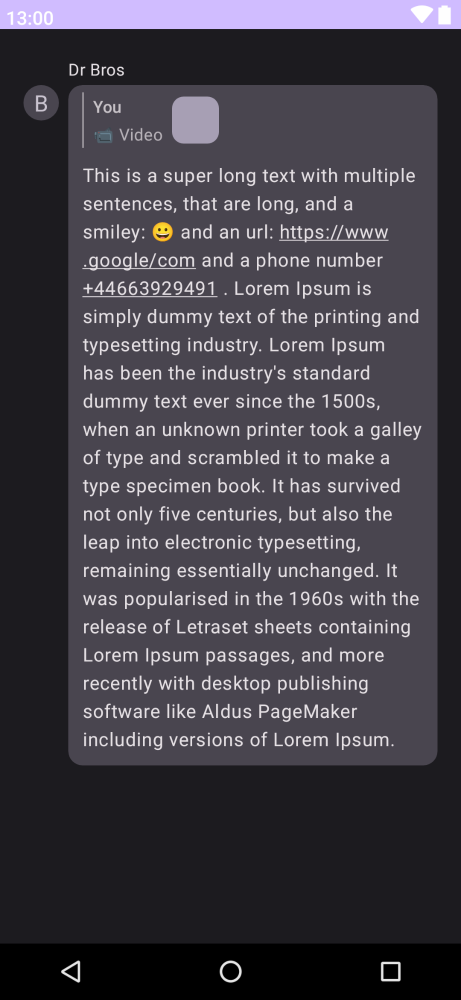 13:00
Dr Bros
B
You
📹 Video
This is a super long text with multiple
sentences, that are long, and a
smiley: 😀 and an url: https://www
.google/com and a phone number
+44663929491 . Lorem Ipsum is
simply dummy text of the printing and
typesetting industry. Lorem Ipsum
has been the industry's standard
dummy text ever since the 1500s,
when an unknown printer took a galley
of type and scrambled it to make a
type specimen book. It has survived
not only five centuries, but also the
leap into electronic typesetting,
remaining essentially unchanged. It
was popularised in the 1960s with the
release of Letraset sheets containing
Lorem Ipsum passages, and more
recently with desktop publishing
software like Aldus PageMaker
including versions of Lorem Ipsum.